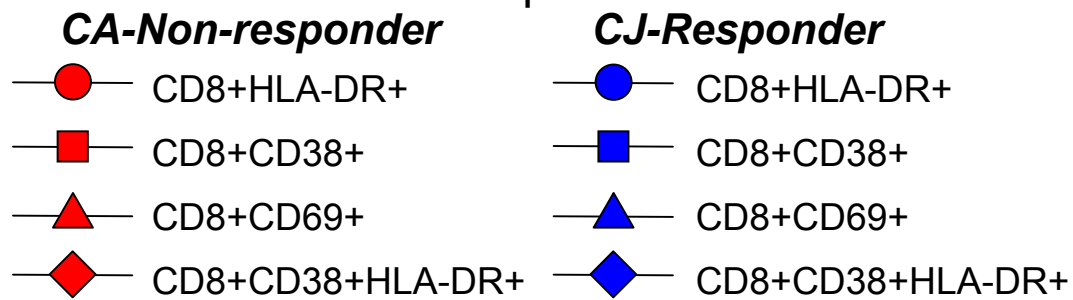 CA-Non-responder CJ-Responder
CD8+HLA-DR+ CD8+HLA-DR+
CD8+CD38+ CD8+CD38+
CD8+CD69+ CD8+CD69+
CD8+CD38+HLA-DR+ CD8+CD38+HLA-DR+